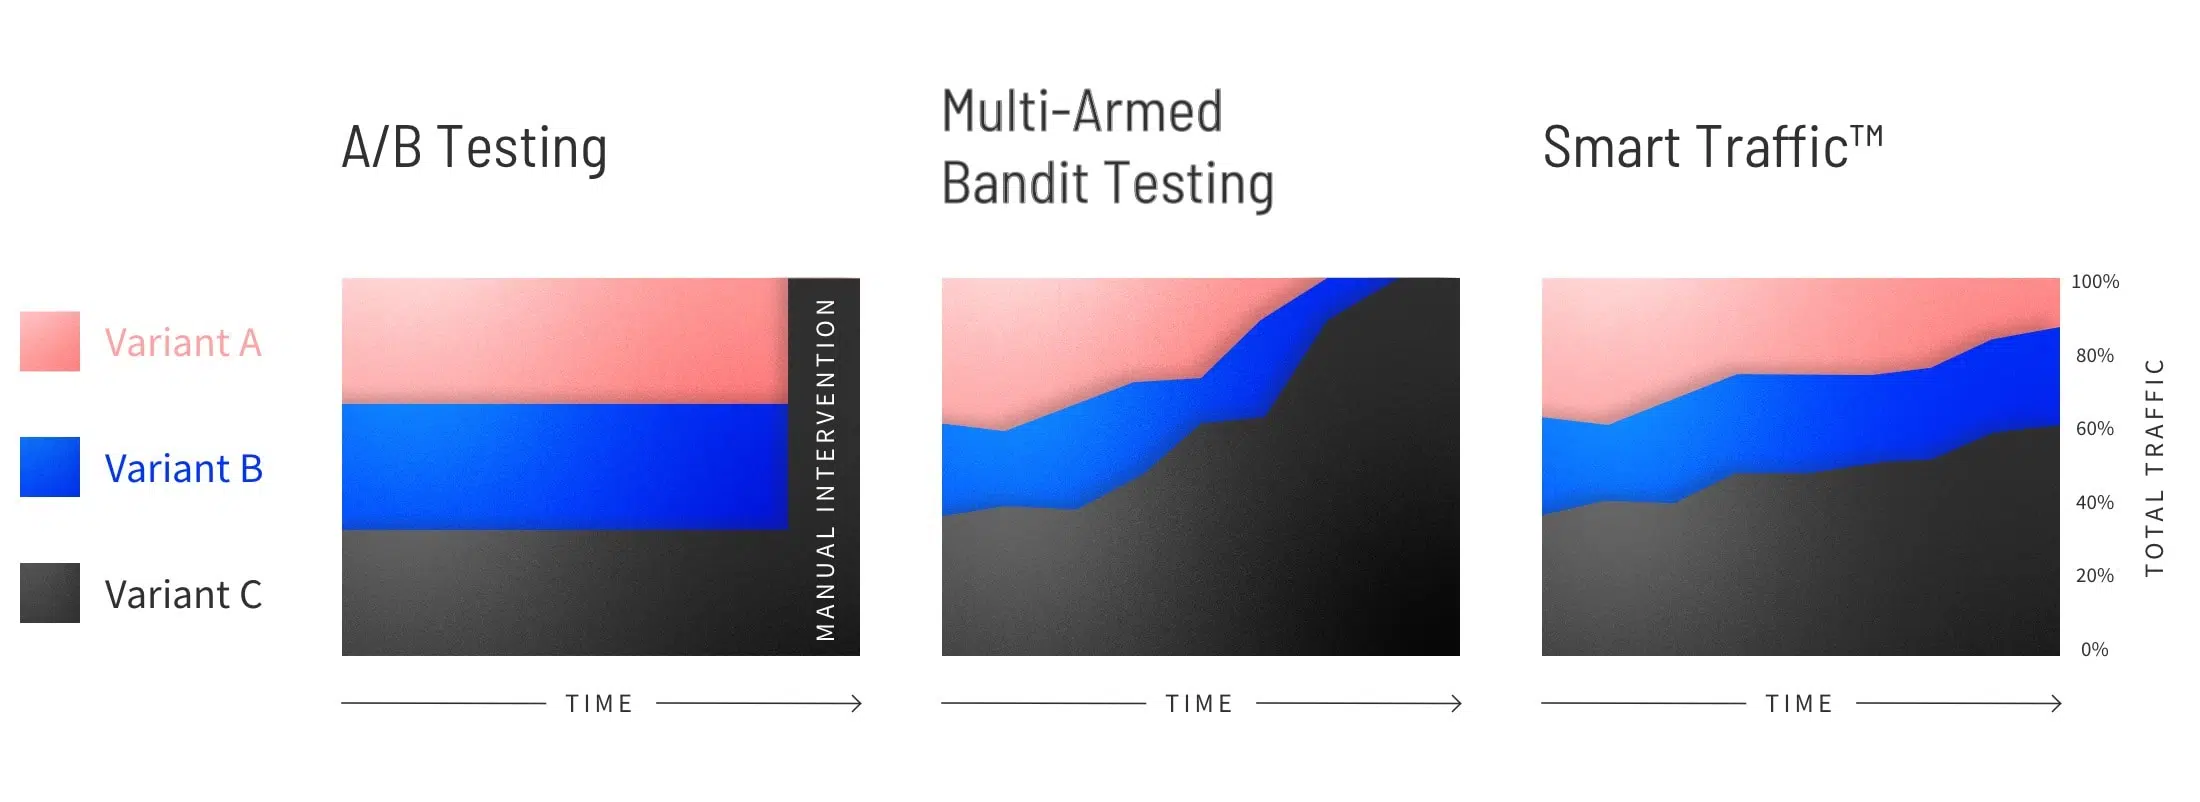 A/B Testing
Multi-Armed
Bandit Testing
Smart Traffic™
Variant A
Variant B
Variant C
MANUAL INTERVENTION
100%
80%
60%
40%
20%
0%
TOTAL TRAFFIC
TIME
TIME
TIME